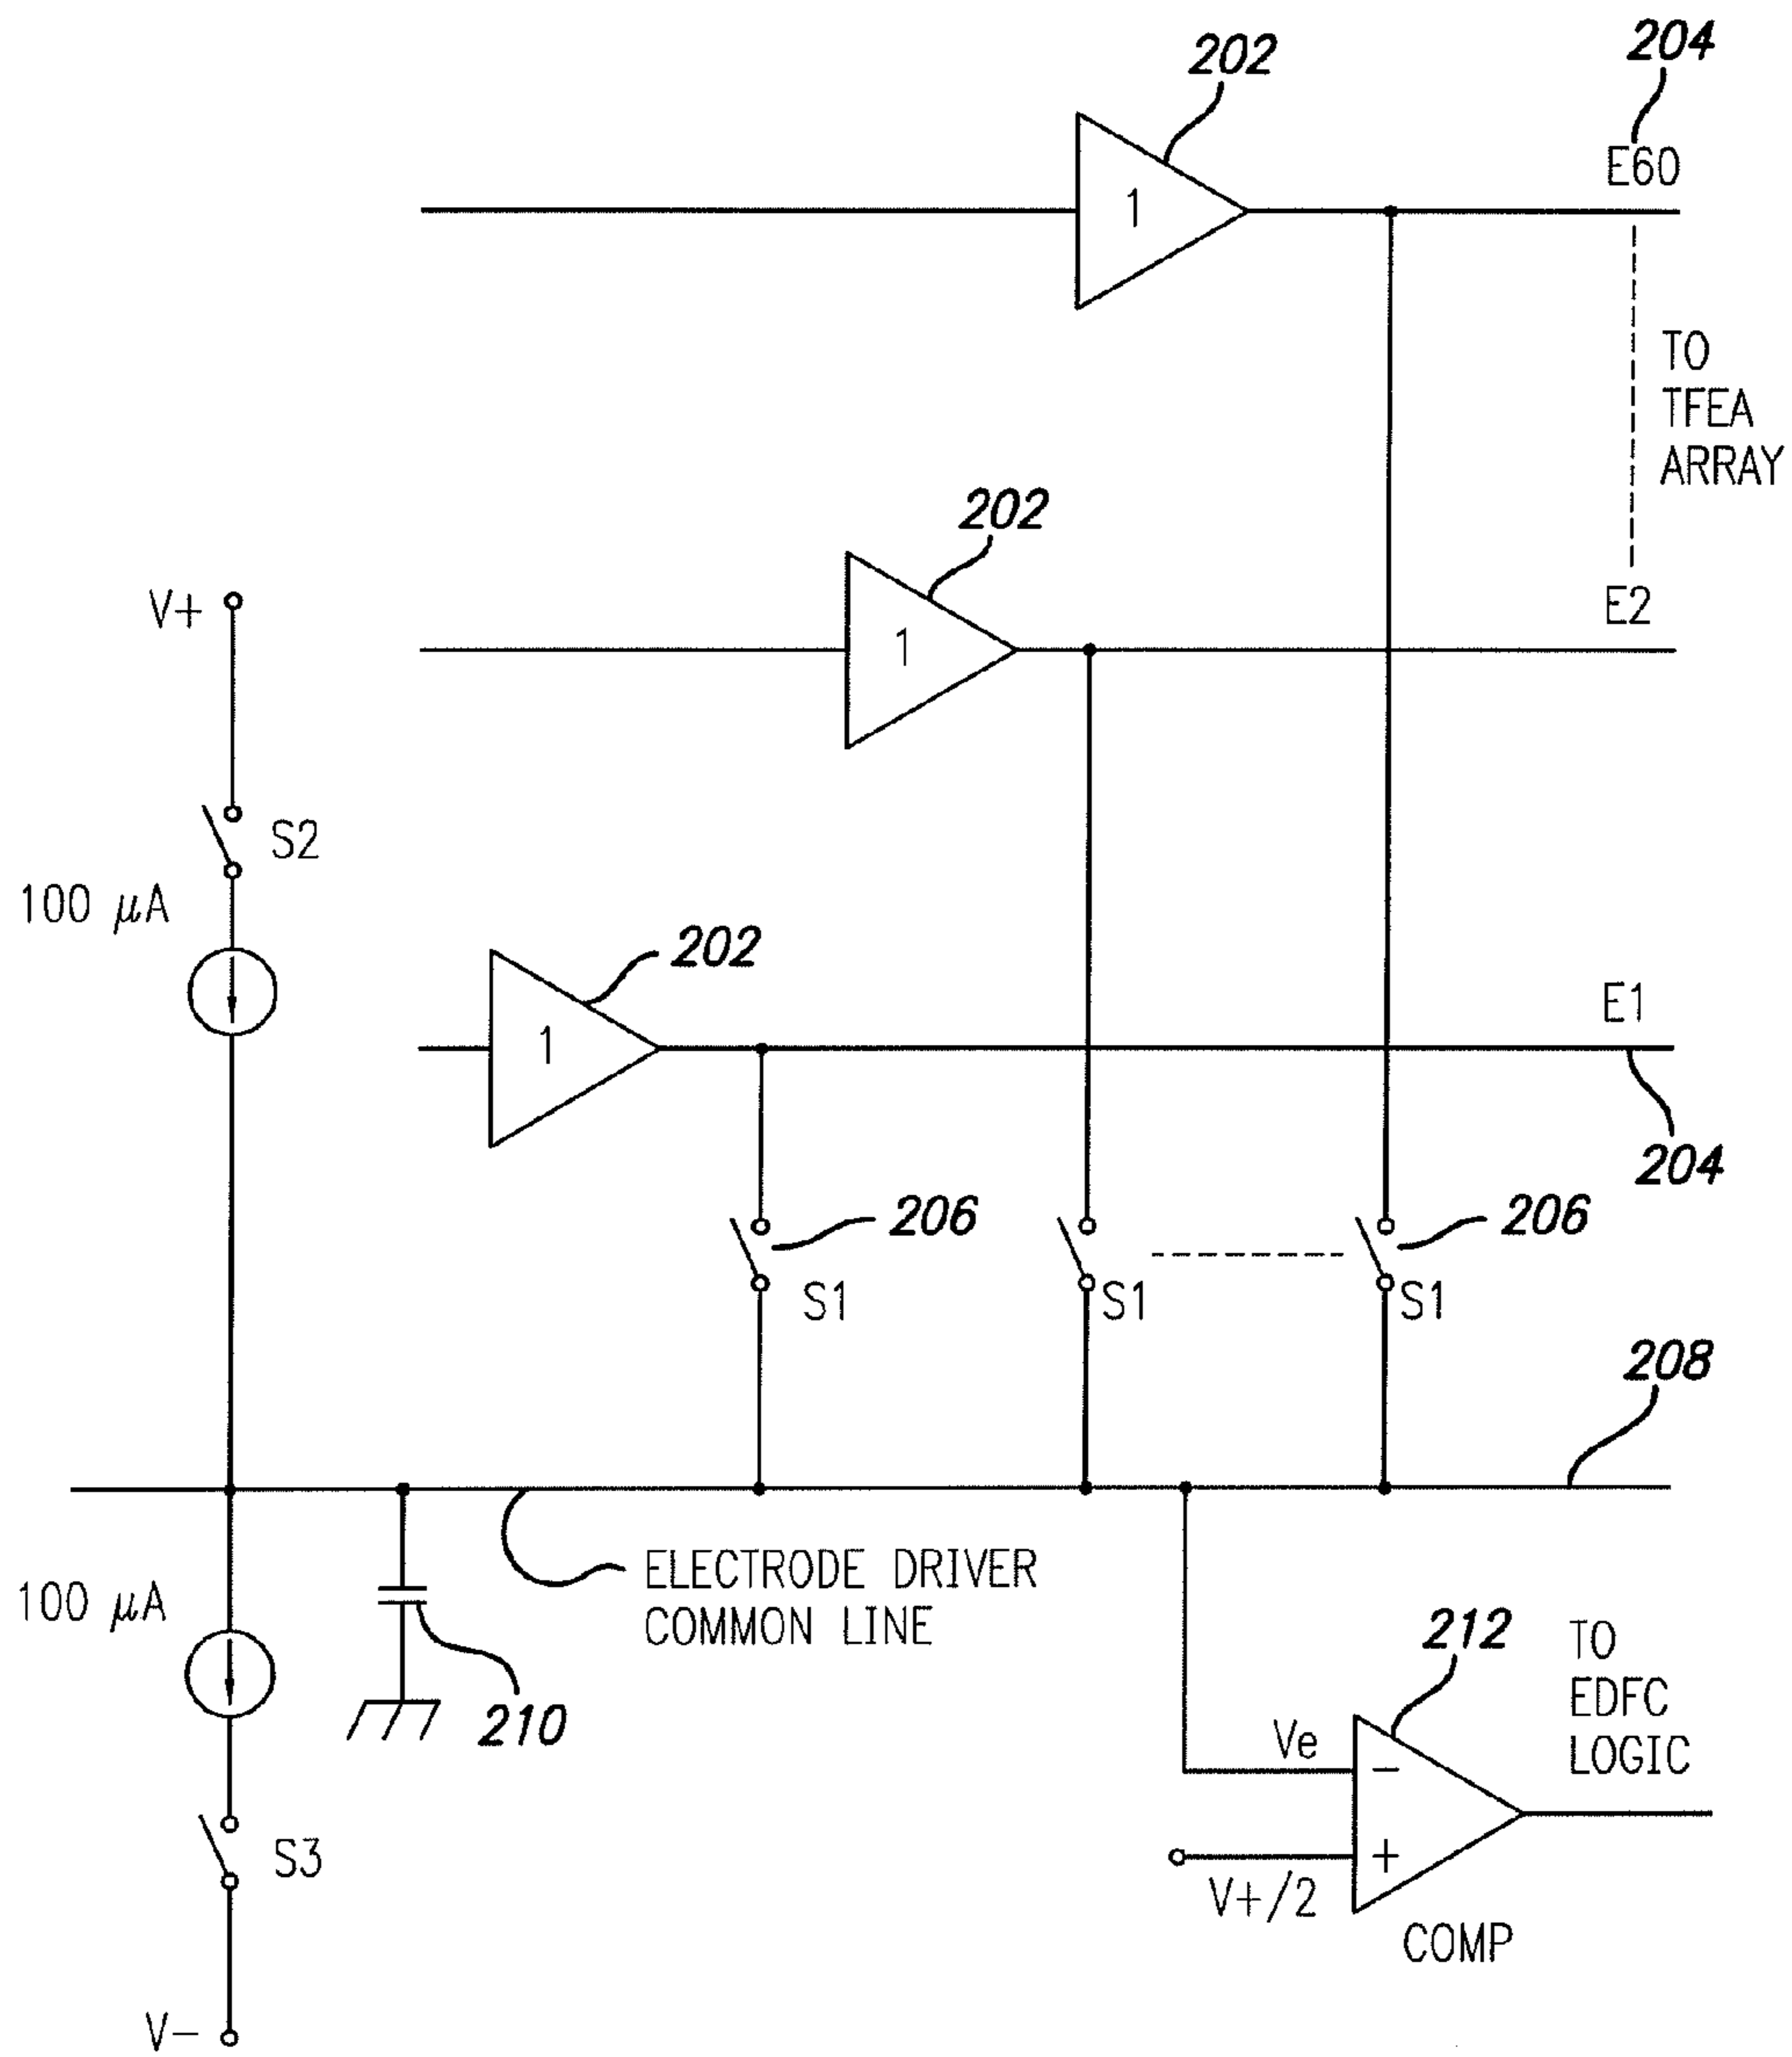 202
204
E60
1
TO
TFEA
ARRAY
202
E2
V+
1
S2
100 μA
202
E1
1
204
206
206
S1
S1
S1
208
ELECTRODE DRIVER
COMMON LINE
100 μA
212
TO
EDFC
LOGIC
210
Ve
−
S3
+
V+/2
COMP
V−